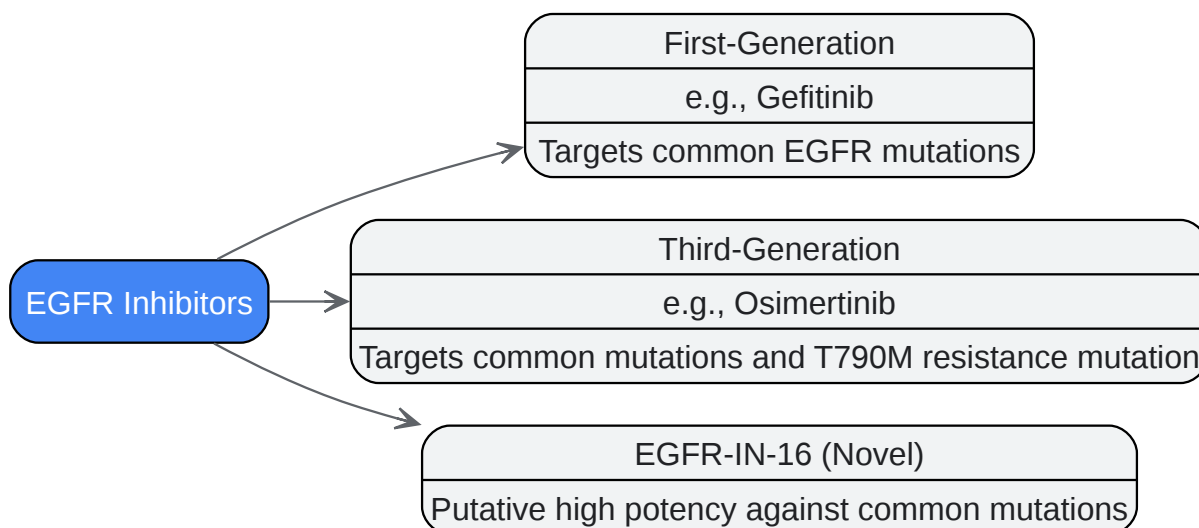 First-Generation
e.g., Gefitinib
Targets common EGFR mutations
EGFR Inhibitors
Third-Generation
e.g., Osimertinib
Targets common mutations and T790M resistance mutation
EGFR-IN-16 (Novel)
Putative high potency against common mutations